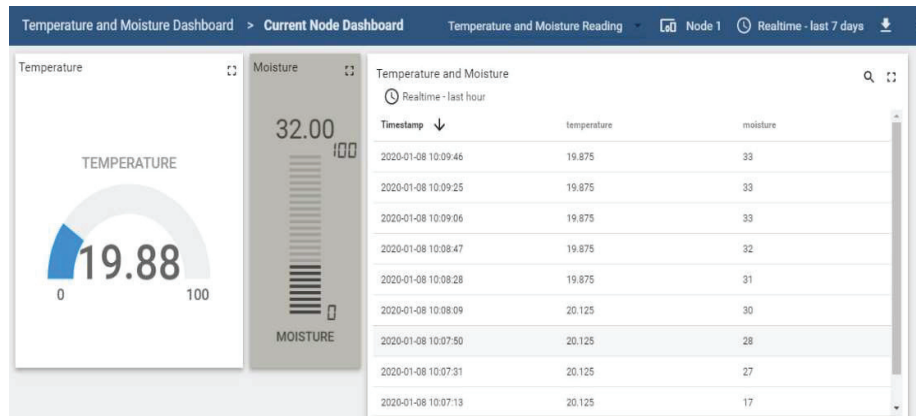 Temperature and Moisture Dashboard > Current Node Dashboard Temperature and Moisture Reading Node 1 Realtime - last 7 days
Temperature
TEMPERATURE
19.88
0 100
Moisture
32.00
100
0
MOISTURE
Temperature and Moisture
Realtime - last hour
Timestamp temperature moisture
2020-01-08 10:09:46 19.875 33
2020-01-08 10:09:25 19.875 33
2020-01-08 10:09:06 19.875 33
2020-01-08 10:08:47 19.875 32
2020-01-08 10:08:28 19.875 31
2020-01-08 10:08:09 20.125 30
2020-01-08 10:07:50 20.125 28
2020-01-08 10:07:31 20.125 27
2020-01-08 10:07:13 20.125 17